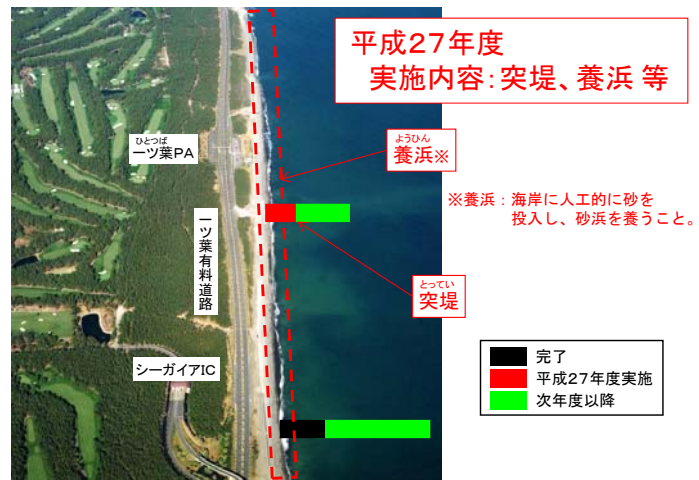 平成27年度
実施内容：突堤、養浜 等
ひとつば
一ツ葉PA
ようひん
養浜※
※養浜：海岸に人工的に砂を
投入し、砂浜を養うこと。
一ツ葉有料道路
とってい
突堤
シーガイアIC
完了
平成27年度実施
次年度以降